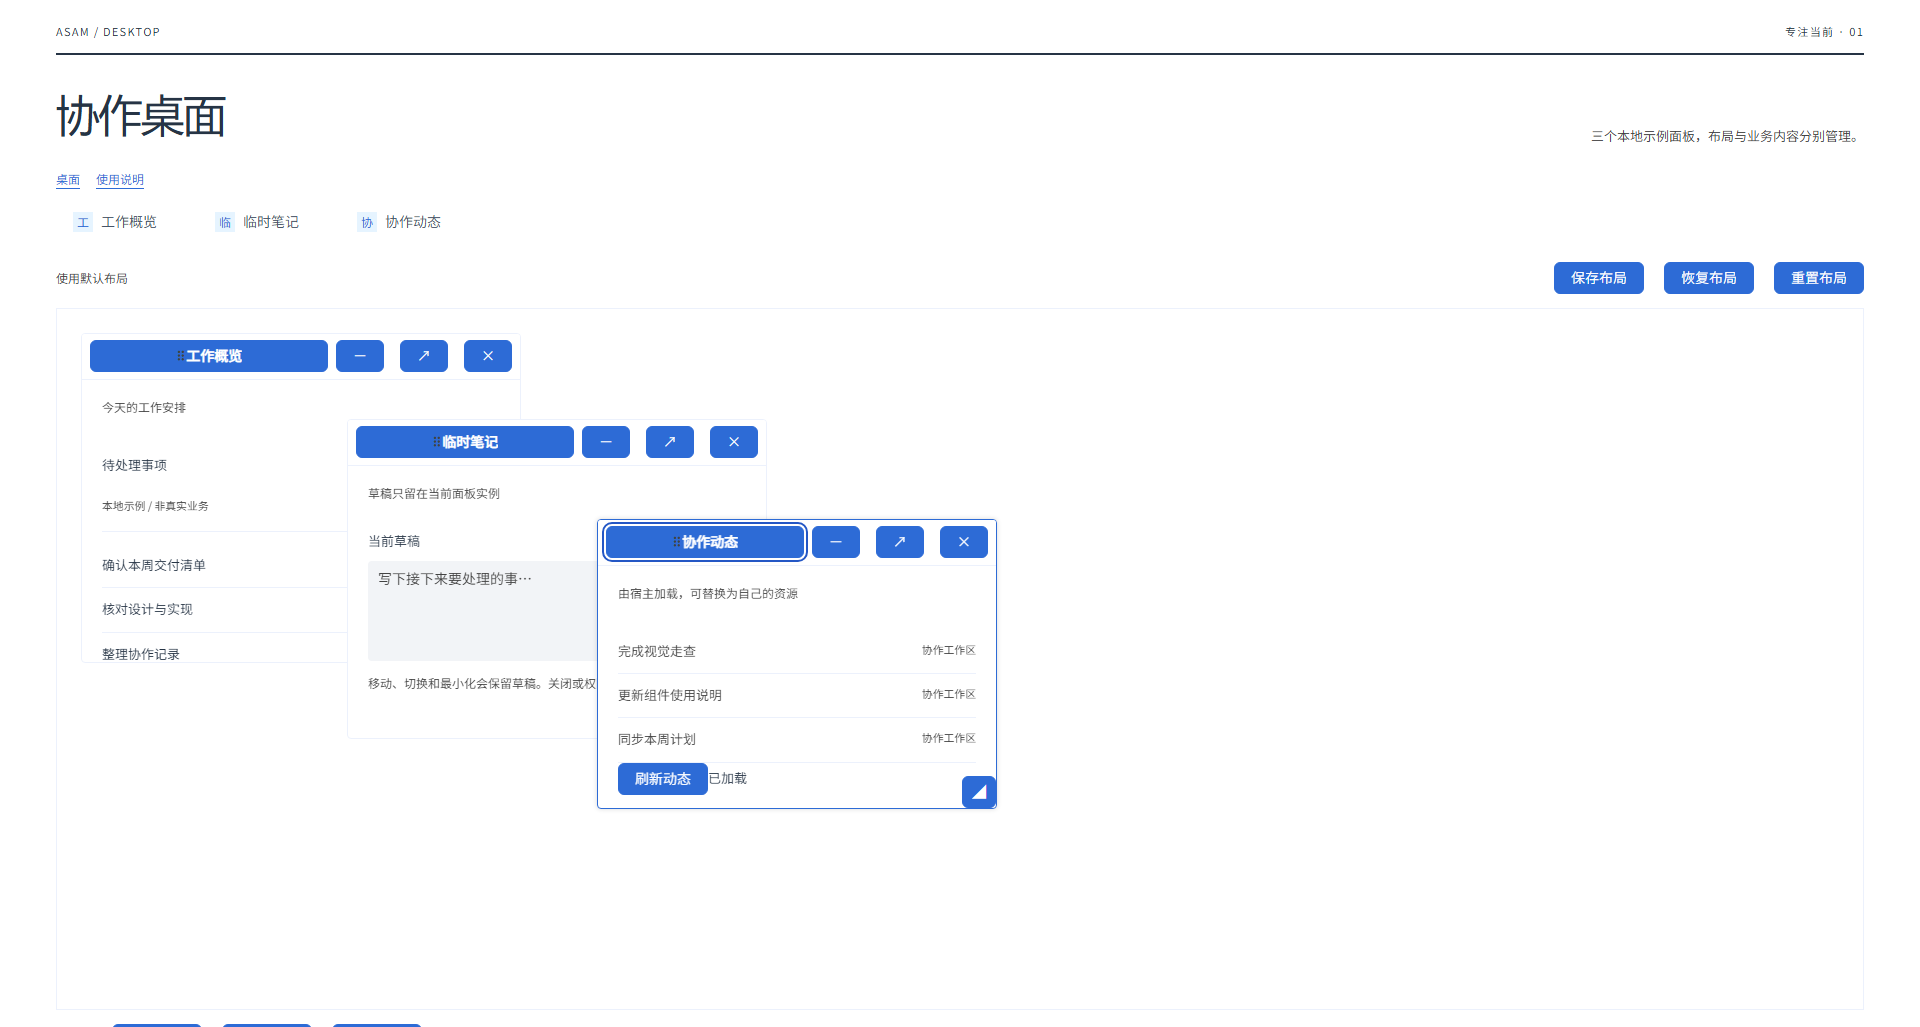 ASAM / DESKTOP
专注当前 · 01
协作桌面
三个本地示例面板，布局与业务内容分别管理。
桌面 使用说明
工 工作概览 临 临时笔记 协 协作动态
使用默认布局
保存布局 恢复布局 重置布局
工作概览
今天的工作安排
待处理事项
本地示例 / 非真实业务
确认本周交付清单
核对设计与实现
整理协作记录
临时笔记
草稿只留在当前面板实例
当前草稿
写下接下来要处理的事…
移动、切换和最小化会保留草稿。关闭或权
协作动态
由宿主加载，可替换为自己的资源
完成视觉走查 协作工作区
更新组件使用说明 协作工作区
同步本周计划 协作工作区
刷新动态 已加载